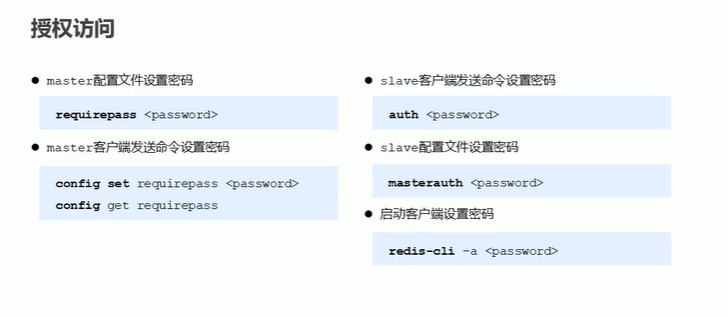 授权访问
● master配置文件设置密码
requirepass <password>
● master客户端发送命令设置密码
config set requirepass <password>
config get requirepass
● slave客户端发送命令设置密码
auth <password>
● slave配置文件设置密码
masterauth <password>
● 启动客户端设置密码
redis-cli –a <password>